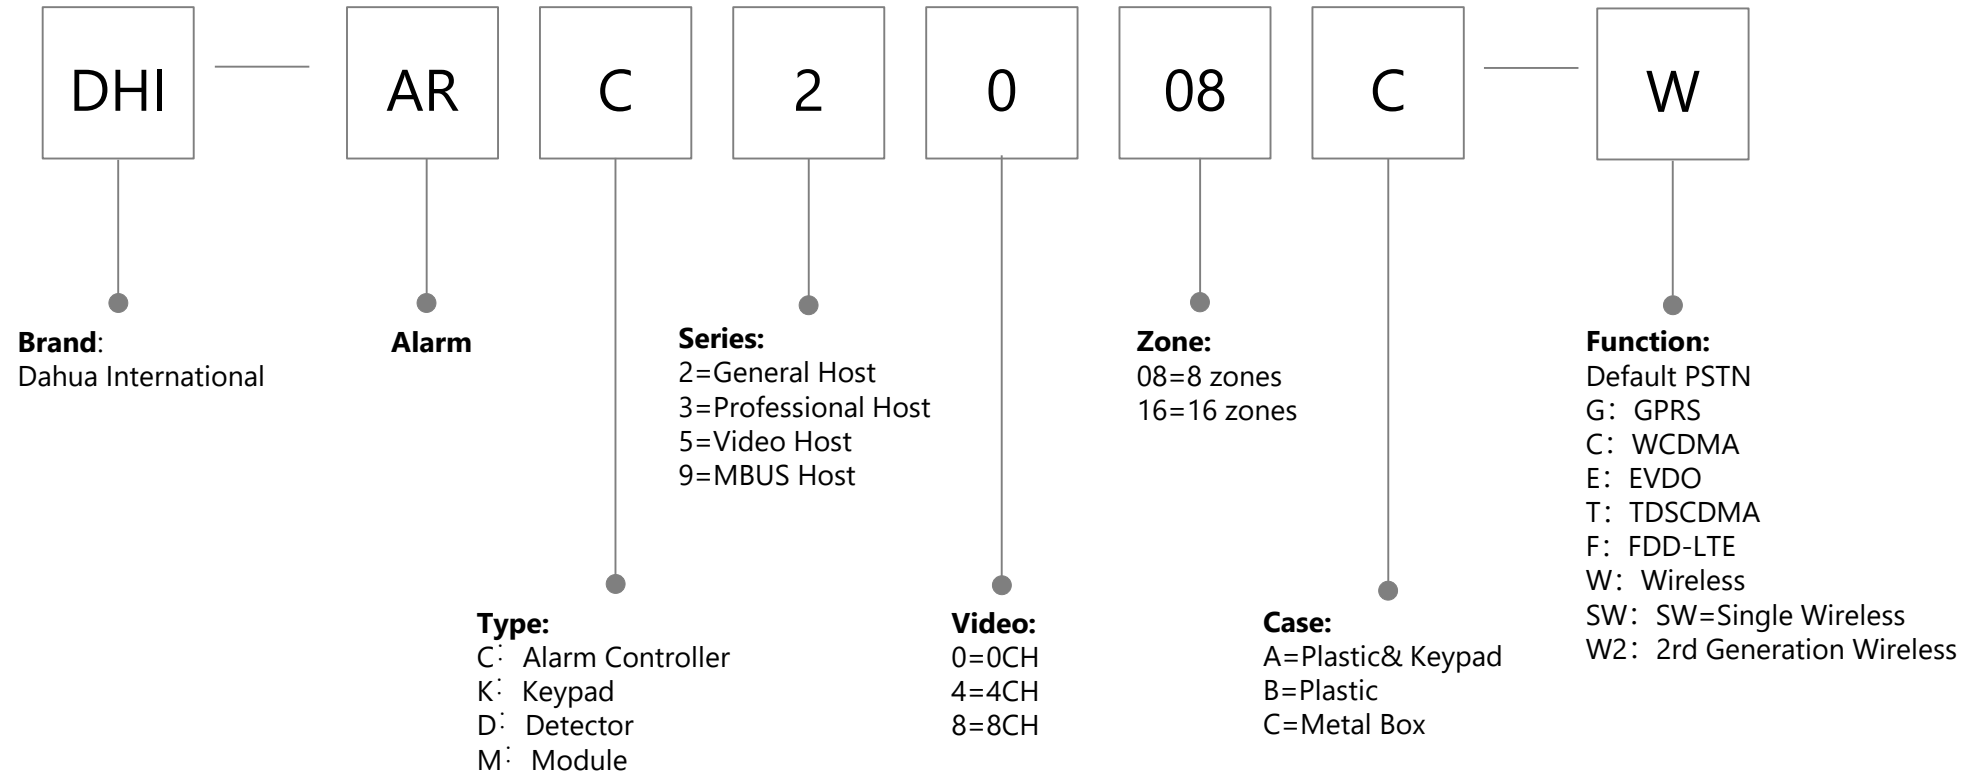 DHI
AR
C
2
0
08
C
W
Brand:
Dahua International
Alarm
Type:
C： Alarm Controller
K： Keypad
D： Detector
M： Module
Series:
2=General Host
3=Professional Host
5=Video Host
9=MBUS Host
Video:
0=0CH
4=4CH
8=8CH
Zone:
08=8 zones
16=16 zones
Case:
A=Plastic& Keypad
B=Plastic
C=Metal Box
Function:
Default PSTN
G： GPRS
C： WCDMA
E： EVDO
T： TDSCDMA
F： FDD-LTE
W： Wireless
SW： SW=Single Wireless
W2： 2rd Generation Wireless